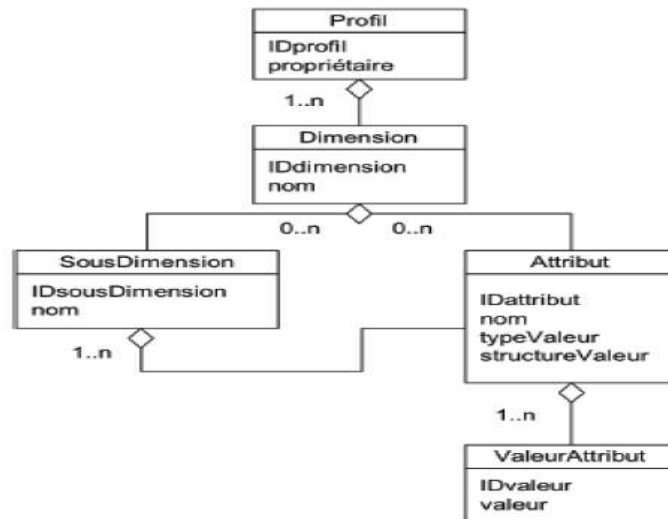 Profil
IDprofil
propriétaire
1..n
Dimension
IDdimension
nom
0..n 0..n
SousDimension
IDsousDimension
nom
1..n
Attribut
IDattribut
nom
typeValeur
structureValeur
1..n
ValeurAttribut
IDvaleur
valeur